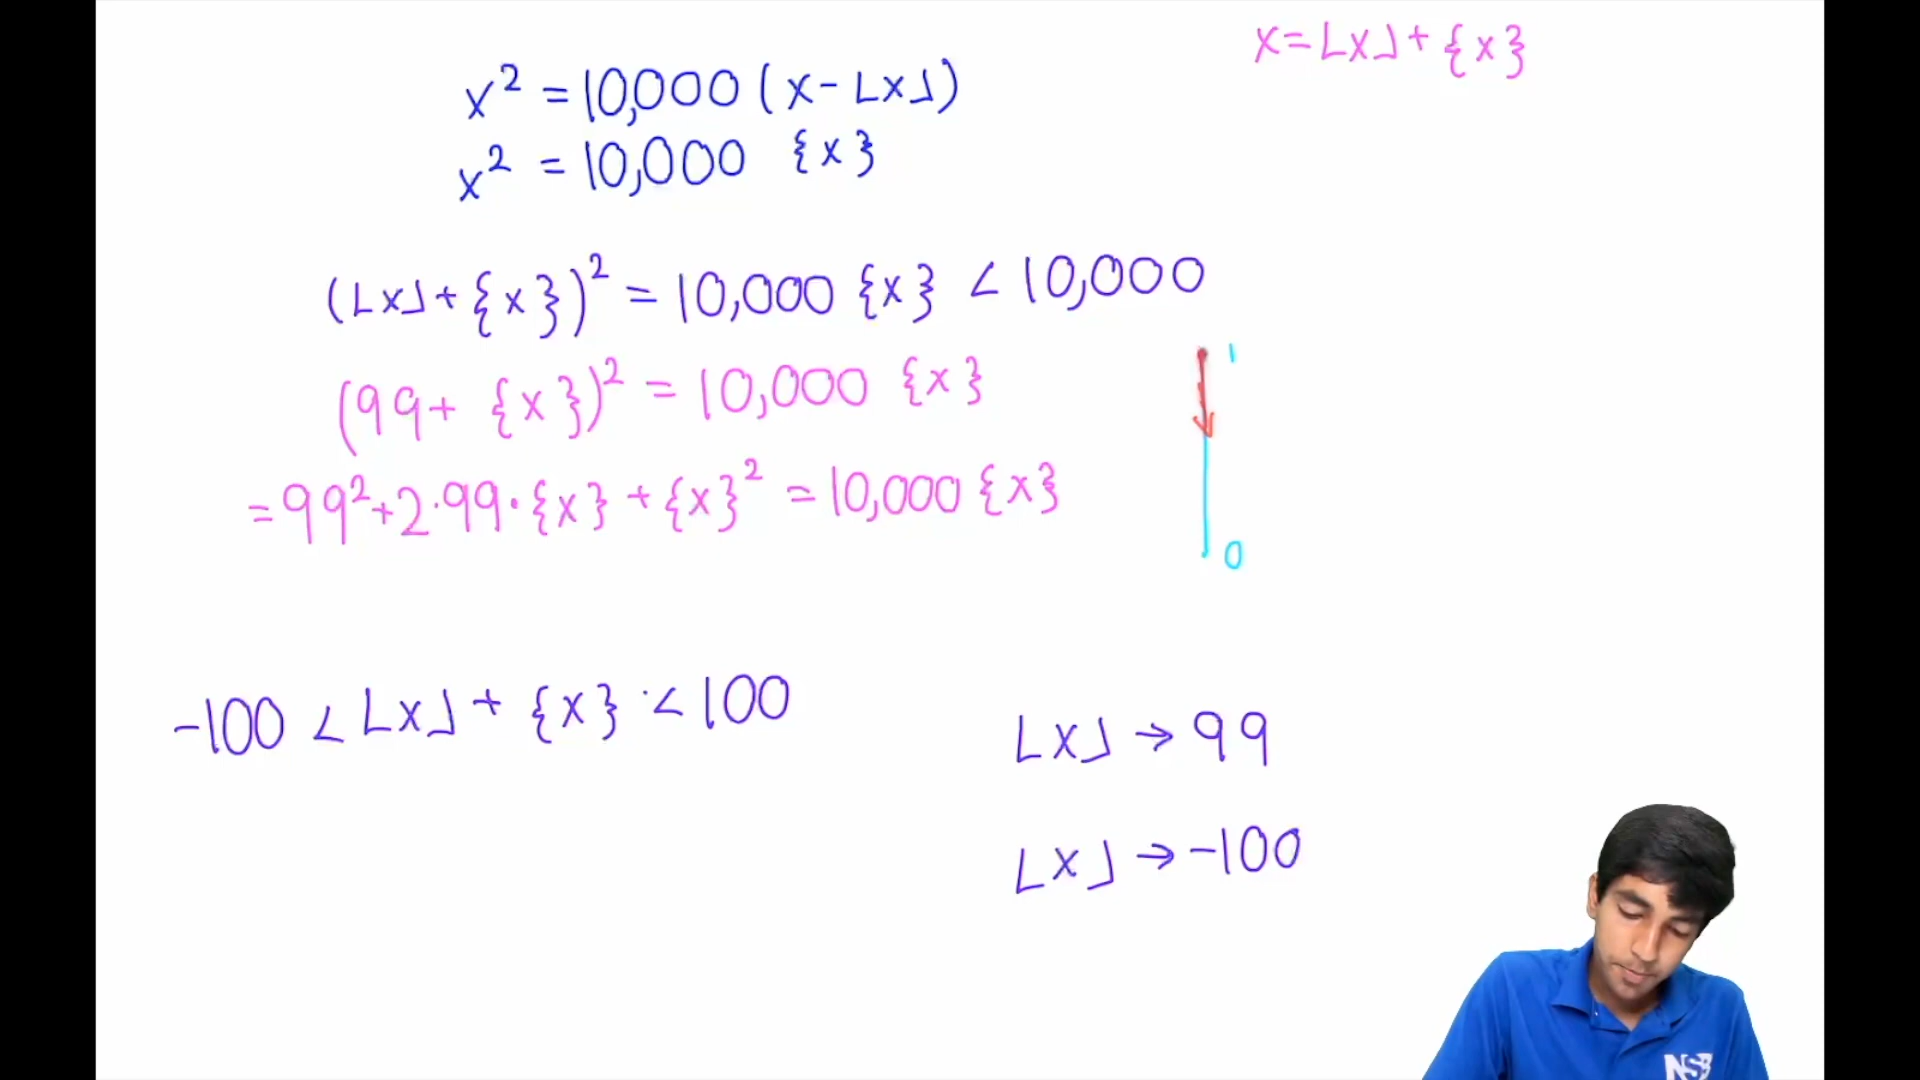 x = ⌊x⌋ + {x}
x² = 10,000 (x - ⌊x⌋)
x² = 10,000 {x}
(⌊x⌋ + {x})² = 10,000 {x} < 10,000
(99 + {x})² = 10,000 {x}
= 99² + 2·99·{x} + {x}² = 10,000 {x}
1
0
-100 < ⌊x⌋ + {x} < 100
⌊x⌋ → 99
⌊x⌋ → -100
NSB